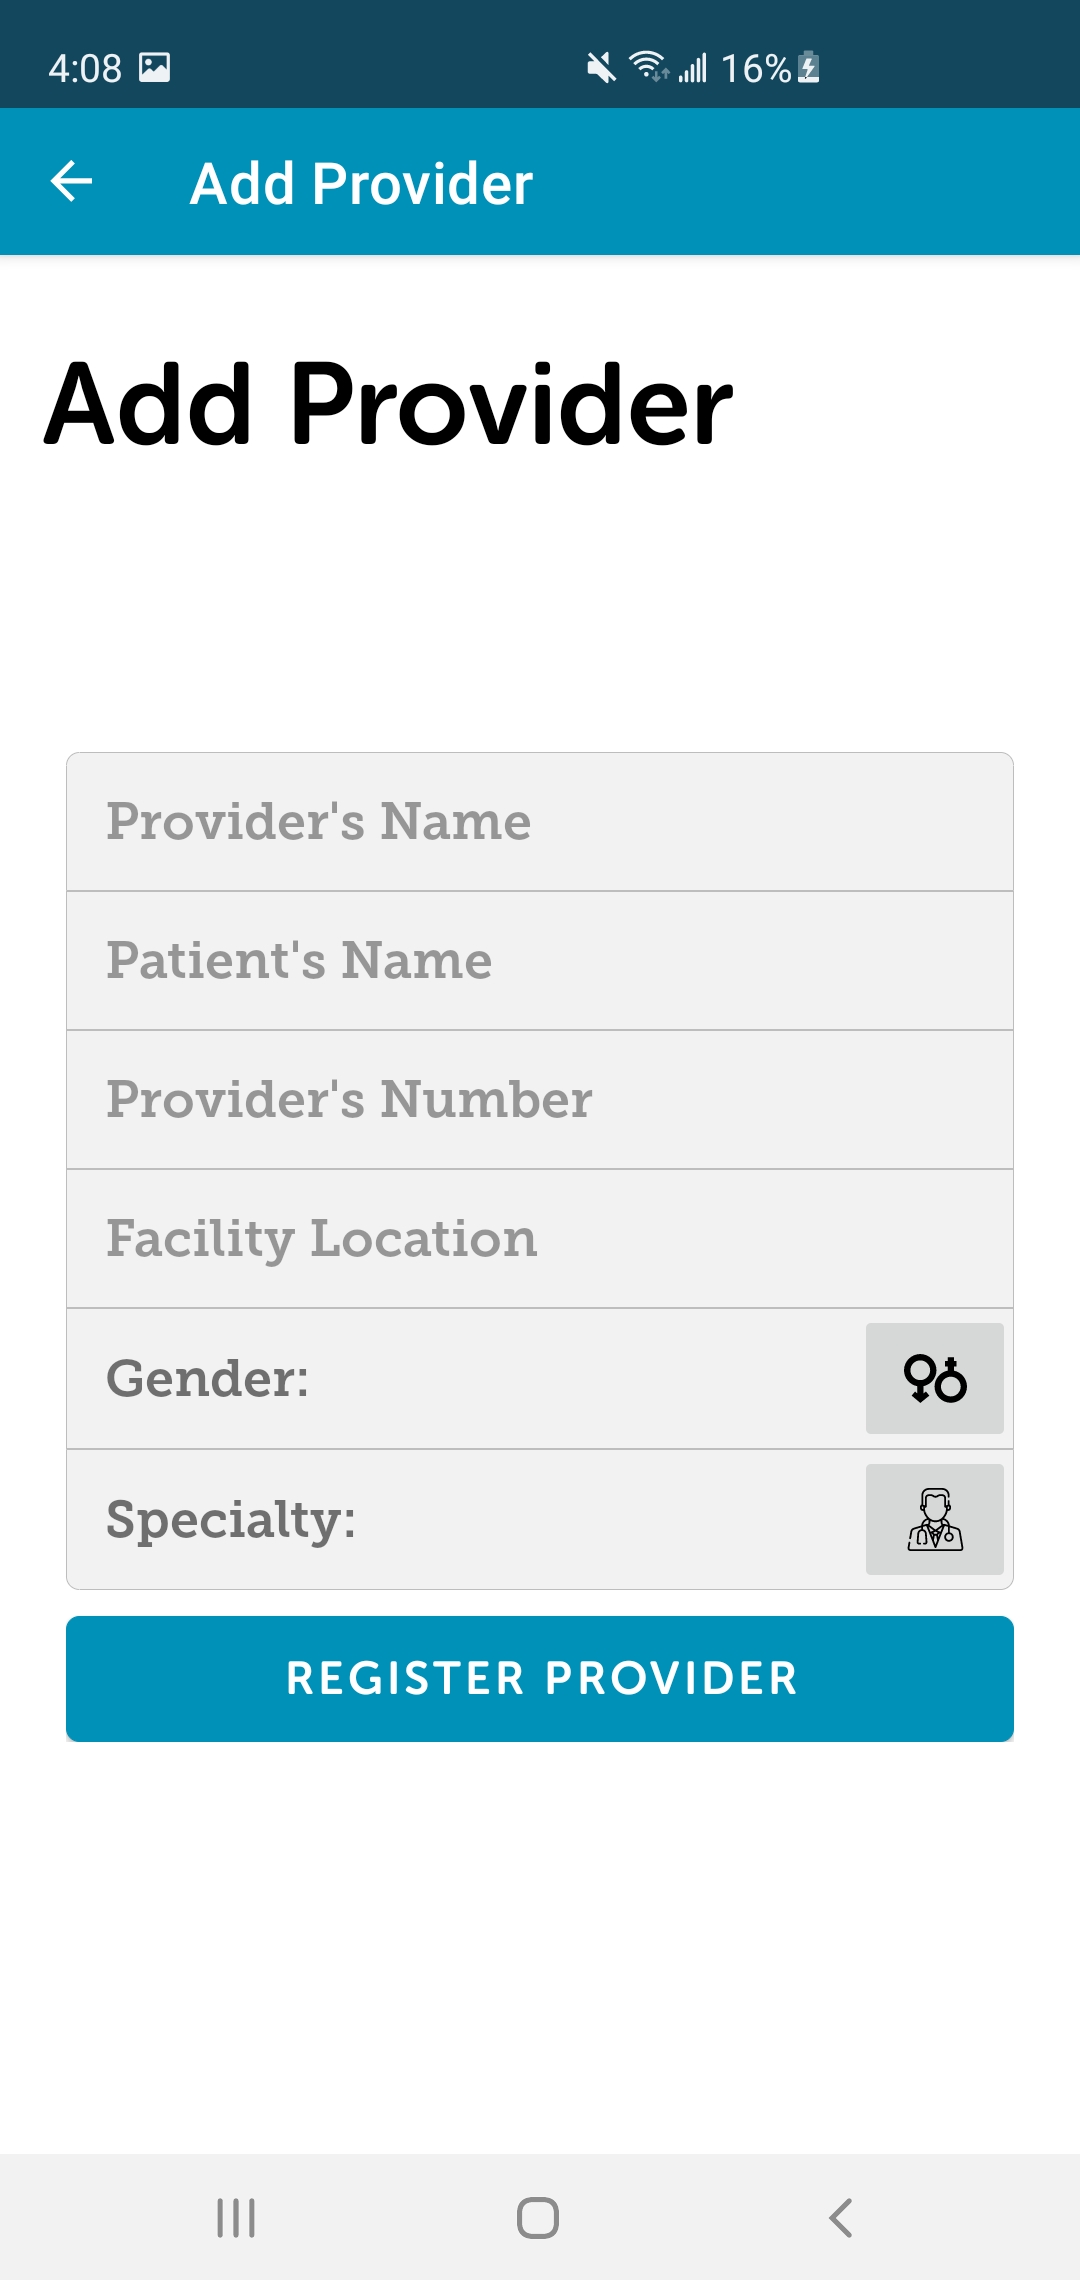 4:08 16%
Add Provider
Add Provider
Provider's Name
Patient's Name
Provider's Number
Facility Location
Gender:
Specialty:
REGISTER PROVIDER